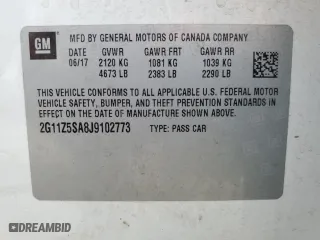 GM
MFD BY GENERAL MOTORS OF CANADA COMPANY
DATE GVWR GAWR FRT GAWR RR
06/17 2120 KG 1081 KG 1039 KG
4673 LB 2383 LB 2290 LB
THIS VEHICLE CONFORMS TO ALL APPLICABLE U.S. FEDERAL MOTOR
VEHICLE SAFETY, BUMPER, AND THEFT PREVENTION STANDARDS
IN EFFECT ON THE DATE OF MANUFACTURE SHOWN ABOVE.
2G11Z5SA8J9102773 TYPE: PASS CAR